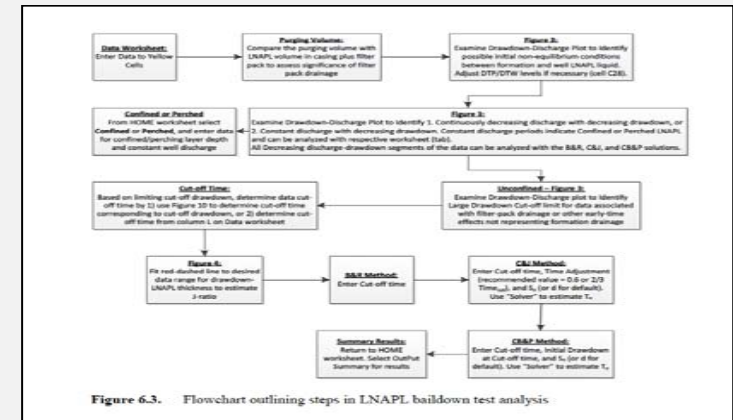 Data Worksheet:
Enter Data to Yellow
Cells
Purging Volume:
Compare the purging volume with
LNAPL volume in casing plus filter
pack to assess significance of filter
pack drainage
Figure 2:
Examine Drawdown-Discharge Plot to Identify
possible initial non-equilibrium conditions
between formation and well LNAPL liquid.
Adjust DTP/DTW levels if necessary (cell C28).
Confined or Perched
From HOME worksheet select
Confined or Perched, and enter data
for confined/perching layer depth
and constant well discharge
Figure 3:
Examine Drawdown-Discharge Plot to Identify 1. Continuously decreasing discharge with decreasing drawdown, or
2. Constant discharge with decreasing drawdown. Constant discharge periods indicate Confined or Perched LNAPL
and can be analyzed with respective worksheet (tab).
All Decreasing discharge-drawdown segments of the data can be analyzed with the B&R, C&J, and CB&P solutions.
Cut-off Time:
Based on limiting cut-off drawdown, determine data cut-
off time by 1) use Figure 10 to determine cut-off time
corresponding to cut-off drawdown, or 2) determine cut-
off time from column L on Data worksheet
Unconfined – Figure 3:
Examine Drawdown-Discharge plot to Identify
Large Drawdown Cut-off limit for data associated
with filter-pack drainage or other early-time
effects not representing formation drainage
Figure 4:
Fit red-dashed line to desired
data range for drawdown-
LNAPL thickness to estimate
J-ratio
B&R Method:
Enter Cut-off time
C&J Method:
Enter Cut-off time, Time Adjustment
(recommended value = 0.6 or 2/3
Time), and S (or d for default).
Use "Solver" to estimate T
Summary Results:
Return to HOME
worksheet. Select OutPut
Summary for results
CB&P Method:
Enter Cut-off time, Initial Drawdown
at Cut-off time, and S (or d for
default). Use "Solver" to estimate T
Figure 6.3. Flowchart outlining steps in LNAPL baildown test analysis